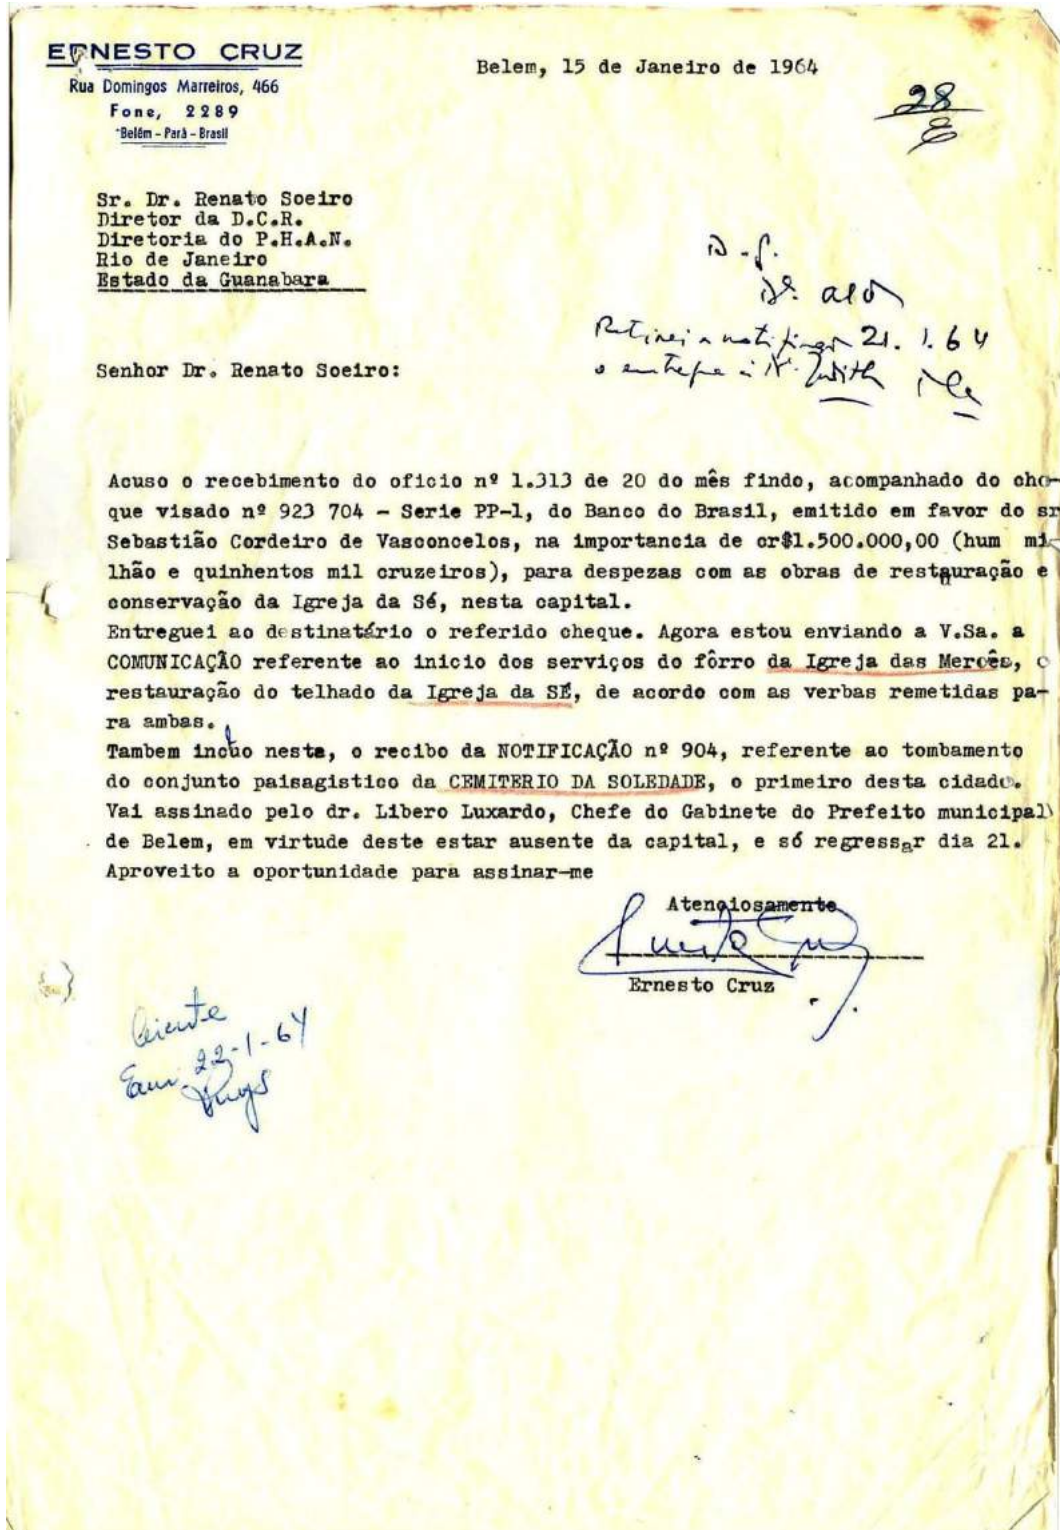 ERNESTO CRUZ
Rua Domingos Marreiros, 466
Fone, 2289
Belém - Pará - Brasil
Belem, 15 de Janeiro de 1964
28
Sr. Dr. Renato Soeiro
Diretor da D.C.R.
Diretoria do P.H.A.N.
Rio de Janeiro
Estado da Guanabara
Retirei a notificação 21.1.64
e entreguei à Judith
Senhor Dr. Renato Soeiro:
Acuso o recebimento do oficio nº 1.313 de 20 do mês findo, acompanhado do che-
que visado nº 923 704 - Serie PP-1, do Banco do Brasil, emitido em favor do sr
Sebastião Cordeiro de Vasconcelos, na importancia de cr$1.500.000,00 (hum mi-
lhão e quinhentos mil cruzeiros), para despezas com as obras de restauração e
conservação da Igreja da Sé, nesta capital.
Entreguei ao destinatário o referido cheque. Agora estou enviando a V.Sa. a
COMUNICAÇÃO referente ao inicio dos serviços do fôrro da Igreja das Mercês, e
restauração do telhado da Igreja da SÉ, de acordo com as verbas remetidas pa-
ra ambas.
Tambem incluo nesta, o recibo da NOTIFICAÇÃO nº 904, referente ao tombamento
do conjunto paisagistico da CEMITERIO DA SOLEDADE, o primeiro desta cidade.
Vai assinado pelo dr. Libero Luxardo, Chefe do Gabinete do Prefeito municipal
de Belem, em virtude deste estar ausente da capital, e só regressar dia 21.
Aproveito a oportunidade para assinar-me
Atenciosamente
Ernesto Cruz
Ciente
Em 22-1-64